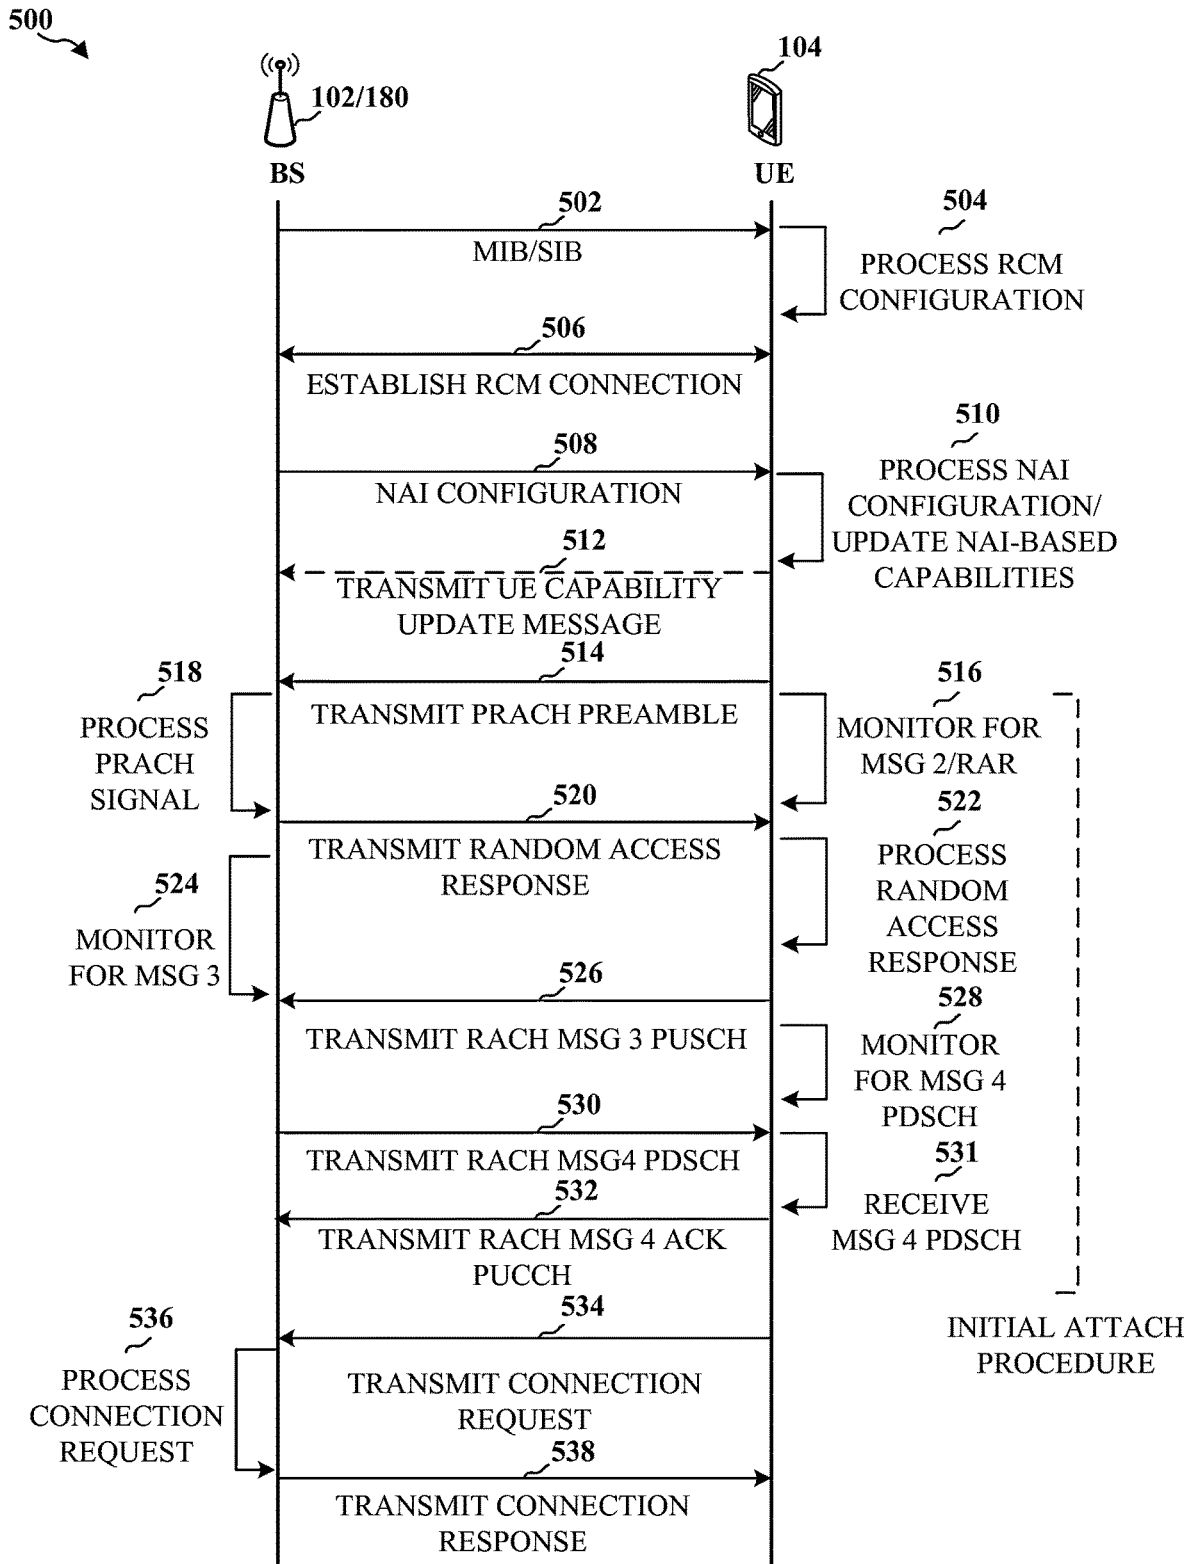 500
102/180
104
BS
UE
502
MIB/SIB
504
PROCESS RCM
CONFIGURATION
506
ESTABLISH RCM CONNECTION
508
NAI CONFIGURATION
510
PROCESS NAI
CONFIGURATION/
UPDATE NAI-BASED
CAPABILITIES
512
TRANSMIT UE CAPABILITY
UPDATE MESSAGE
514
TRANSMIT PRACH PREAMBLE
518
PROCESS
PRACH
SIGNAL
516
MONITOR FOR
MSG 2/RAR
520
TRANSMIT RANDOM ACCESS
RESPONSE
522
PROCESS
RANDOM
ACCESS
RESPONSE
524
MONITOR
FOR MSG 3
526
TRANSMIT RACH MSG 3 PUSCH
528
MONITOR
FOR MSG 4
PDSCH
530
TRANSMIT RACH MSG4 PDSCH
531
RECEIVE
MSG 4 PDSCH
532
TRANSMIT RACH MSG 4 ACK
PUCCH
INITIAL ATTACH
PROCEDURE
534
TRANSMIT CONNECTION
REQUEST
536
PROCESS
CONNECTION
REQUEST
538
TRANSMIT CONNECTION
RESPONSE